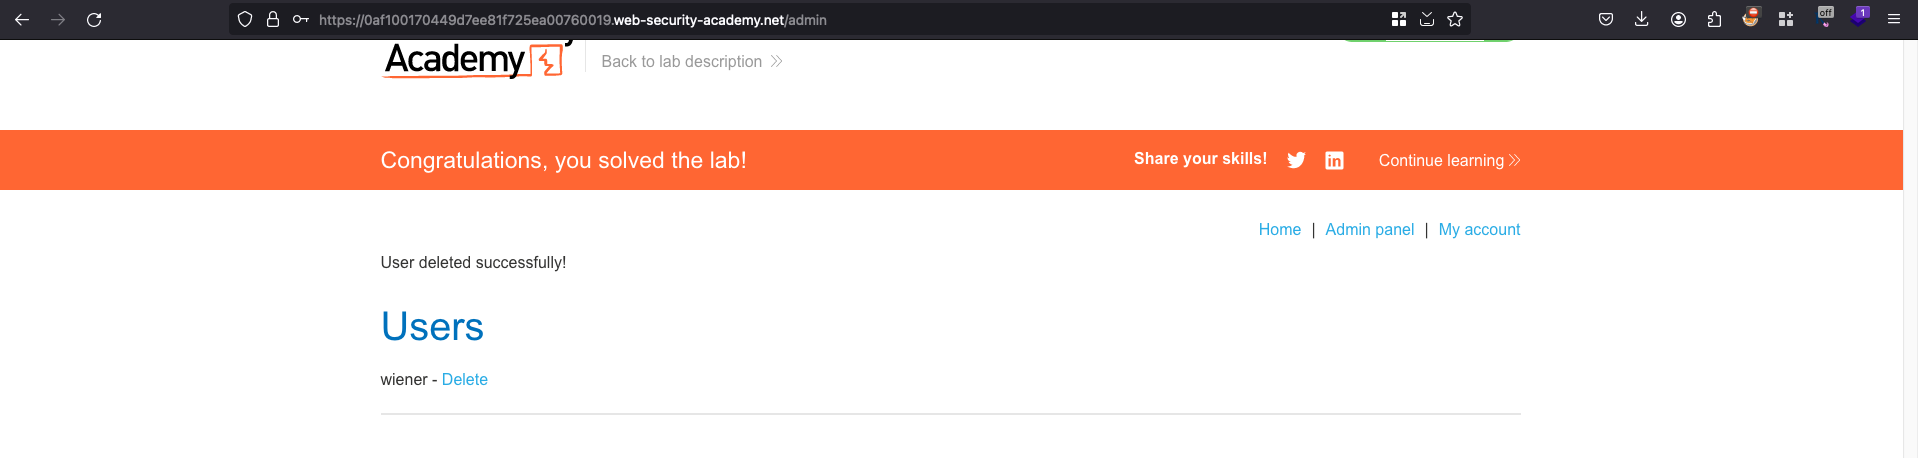 https://0af100170449d7ee81f725ea00760019.web-security-academy.net/admin
off
1
Academy
Back to lab description
Congratulations, you solved the lab!
Share your skills!
Continue learning
Home | Admin panel | My account
User deleted successfully!
Users
wiener - Delete